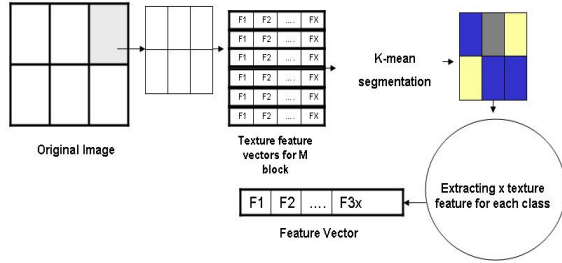 F1 F2 .... FX
F1 F2 .... FX
F1 F2 .... FX
F1 F2 .... FX
F1 F2 .... FX
F1 F2 .... FX
Original Image
Texture feature
vectors for M
block
K-mean
segmentation
Extracting x texture
feature for each class
F1 F2 .... F3x
Feature Vector